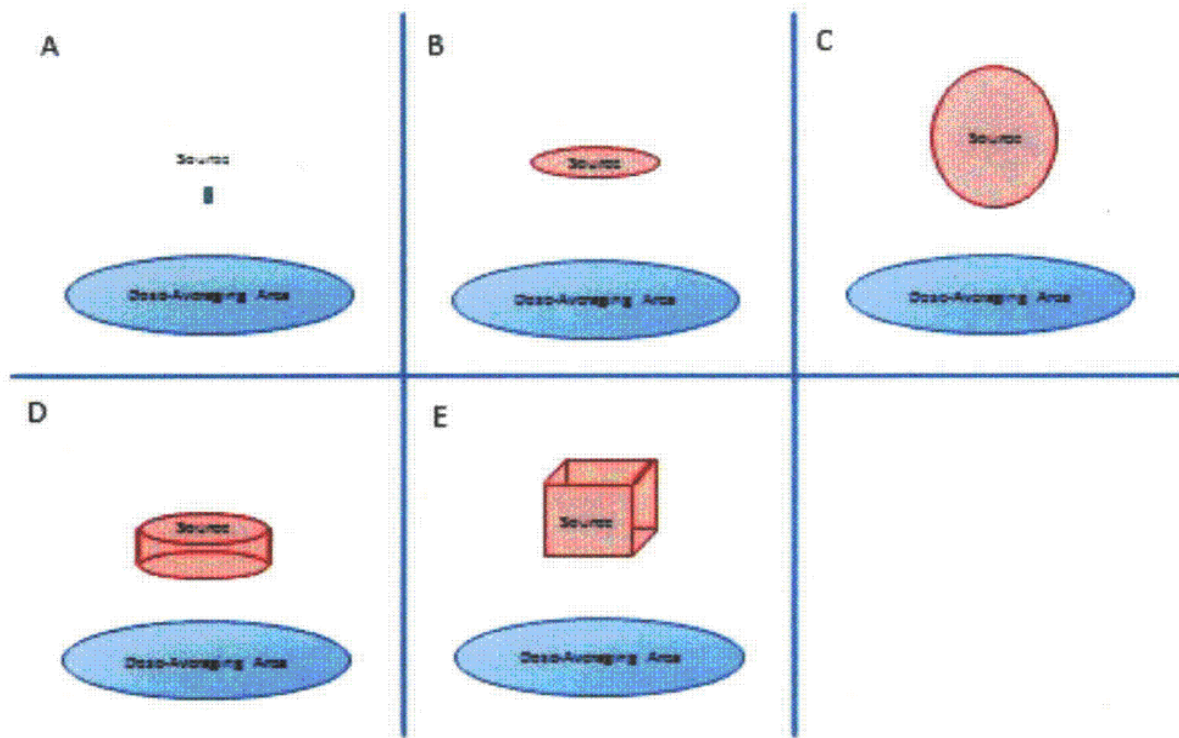 A
B
C
Source
Source
Source
Dose-Averaging Area
Dose-Averaging Area
Dose-Averaging Area
D
E
Source
Source
Dose-Averaging Area
Dose-Averaging Area